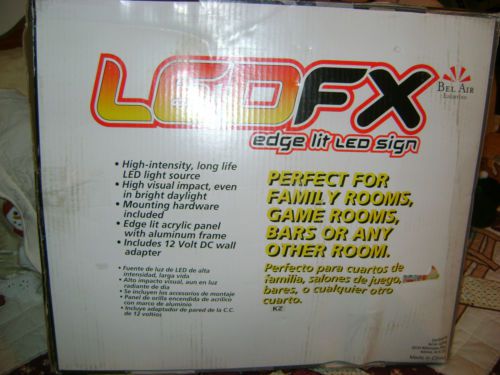 LEDFX
edge lit LED sign
BEL AIR
LIGHTING
• High-intensity, long life
LED light source
• High visual impact, even
in bright daylight
• Mounting hardware
included
• Edge lit acrylic panel
with aluminum frame
• Includes 12 Volt DC wall
adapter
• Fuente de luz de LED de alta
intensidad, larga vida
• Alto impacto visual, aun en luz
radiante de dia
• Se incluyen los accesorios de montaje
• Panel de orilla encendida de acrílico
con marco de aluminio
• Incluye adaptador de pared de la C.C.
de 12 voltios
PERFECT FOR
FAMILY ROOMS,
GAME ROOMS,
BARS OR ANY
OTHER ROOM.
Perfecto para cuartos de
familia, salones de juego,
bares, o cualquier otro
cuarto.
KZ
Made in China